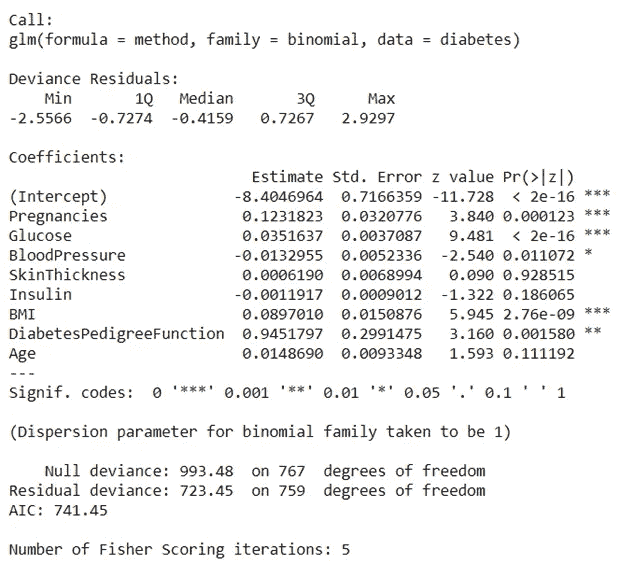 Call:
glm(formula = method, family = binomial, data = diabetes)
Deviance Residuals:
    Min      1Q  Median      3Q     Max
-2.5566 -0.7274 -0.4159  0.7267  2.9297
Coefficients:
                           Estimate Std. Error z value Pr(>|z|)
(Intercept)              -8.4046964  0.7166359 -11.728  < 2e-16 ***
Pregnancies               0.1231823  0.0320776   3.840 0.000123 ***
Glucose                   0.0351637  0.0037087   9.481  < 2e-16 ***
BloodPressure            -0.0132955  0.0052336  -2.540 0.011072 *
SkinThickness             0.0006190  0.0068994   0.090 0.928515
Insulin                  -0.0011917  0.0009012  -1.322 0.186065
BMI                       0.0897010  0.0150876   5.945 2.76e-09 ***
DiabetesPedigreeFunction  0.9451797  0.2991475   3.160 0.001580 **
Age                       0.0148690  0.0093348   1.593 0.111192
---
Signif. codes:  0 '***' 0.001 '**' 0.01 '*' 0.05 '.' 0.1 ' ' 1
(Dispersion parameter for binomial family taken to be 1)
    Null deviance: 993.48  on 767  degrees of freedom
Residual deviance: 723.45  on 759  degrees of freedom
AIC: 741.45
Number of Fisher Scoring iterations: 5